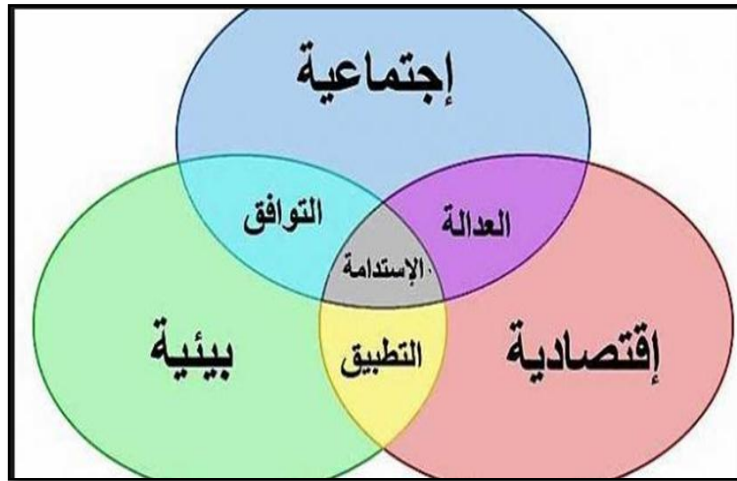 إجتماعية
التوافق
العدالة
الإستدامة
بيئية
التطبيق
إقتصادية